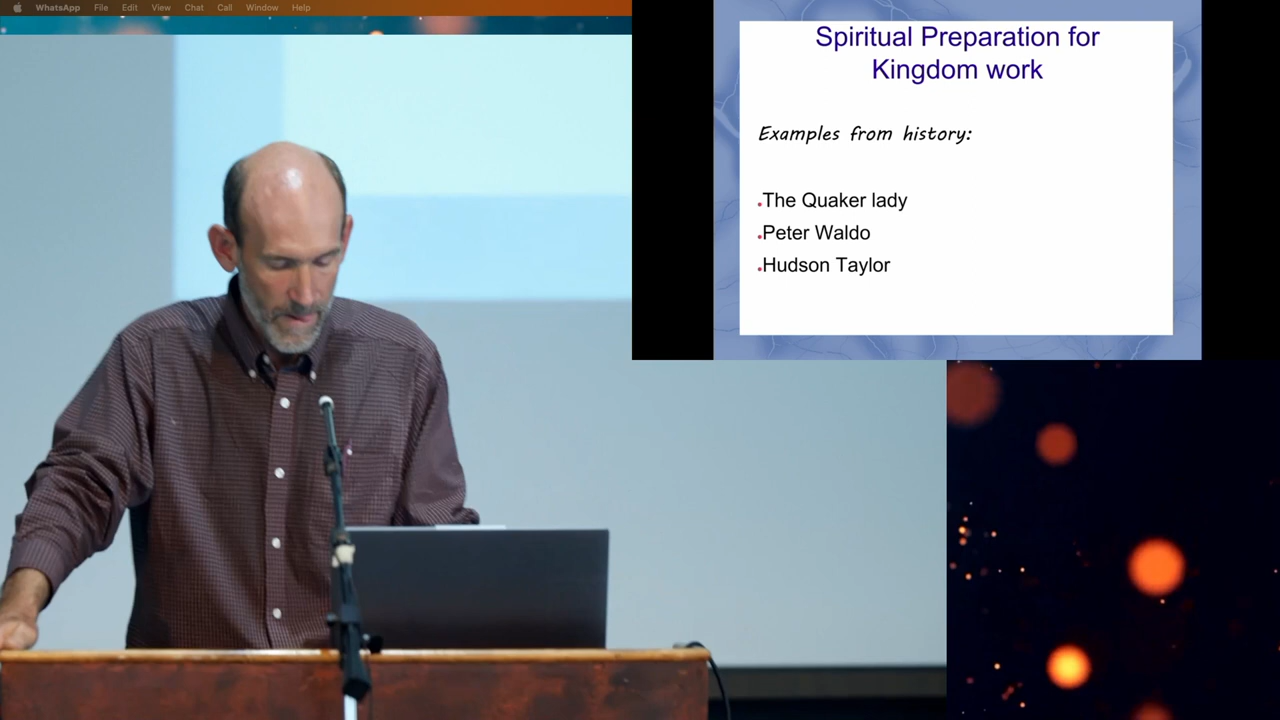 WhatsApp File Edit View Chat Call Window Help
Spiritual Preparation for
Kingdom work
Examples from history:
The Quaker lady
Peter Waldo
Hudson Taylor